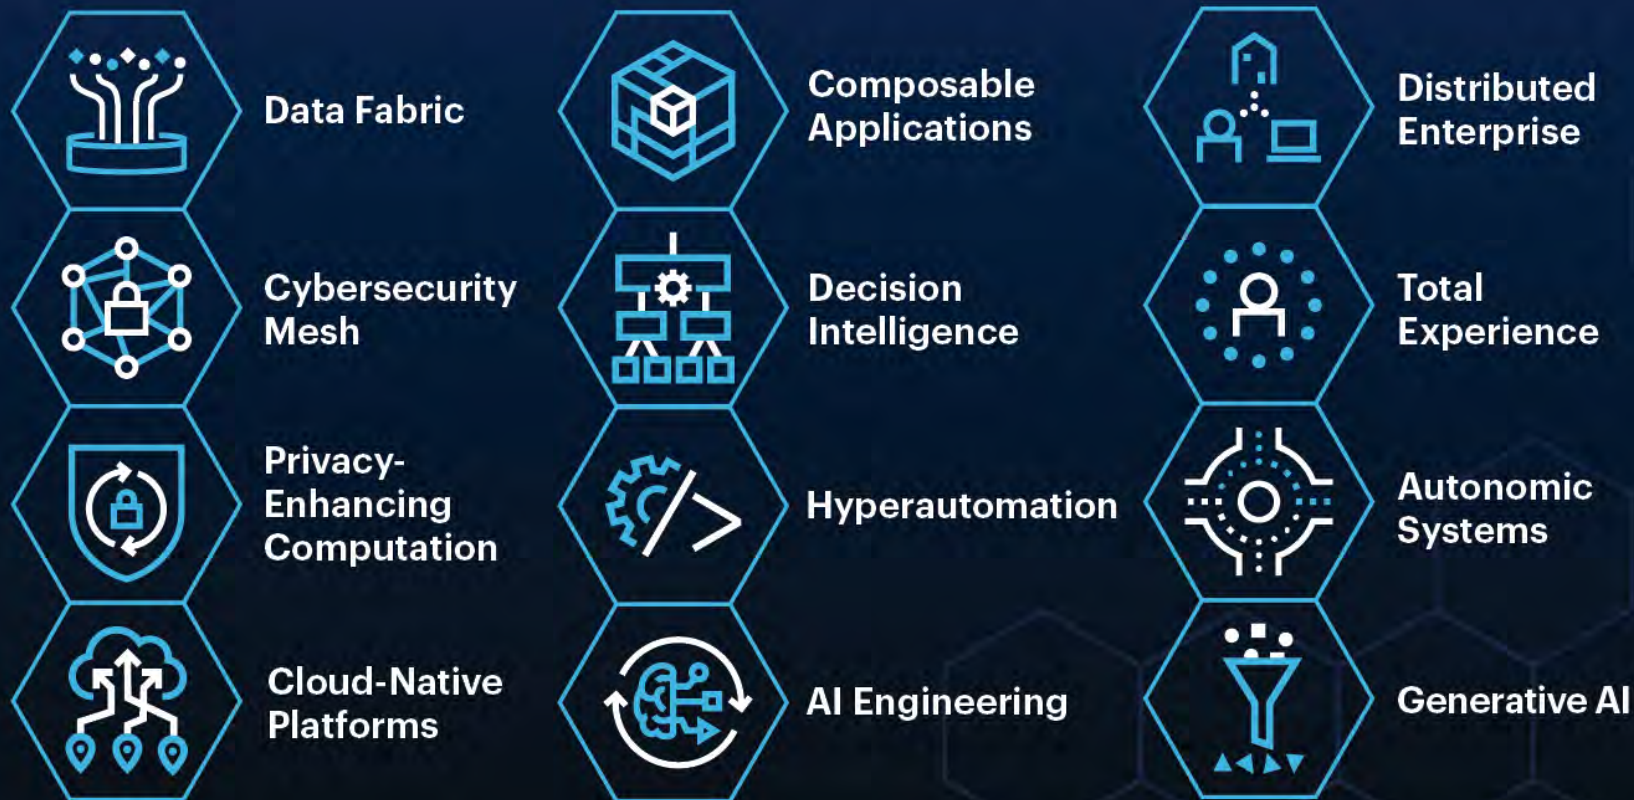 Data Fabric
Cybersecurity
Mesh
Privacy-
Enhancing
Computation
Cloud-Native
Platforms
Composable
Applications
Decision
Intelligence
Hyperautomation
AI Engineering
Distributed
Enterprise
Total
Experience
Autonomic
Systems
Generative AI